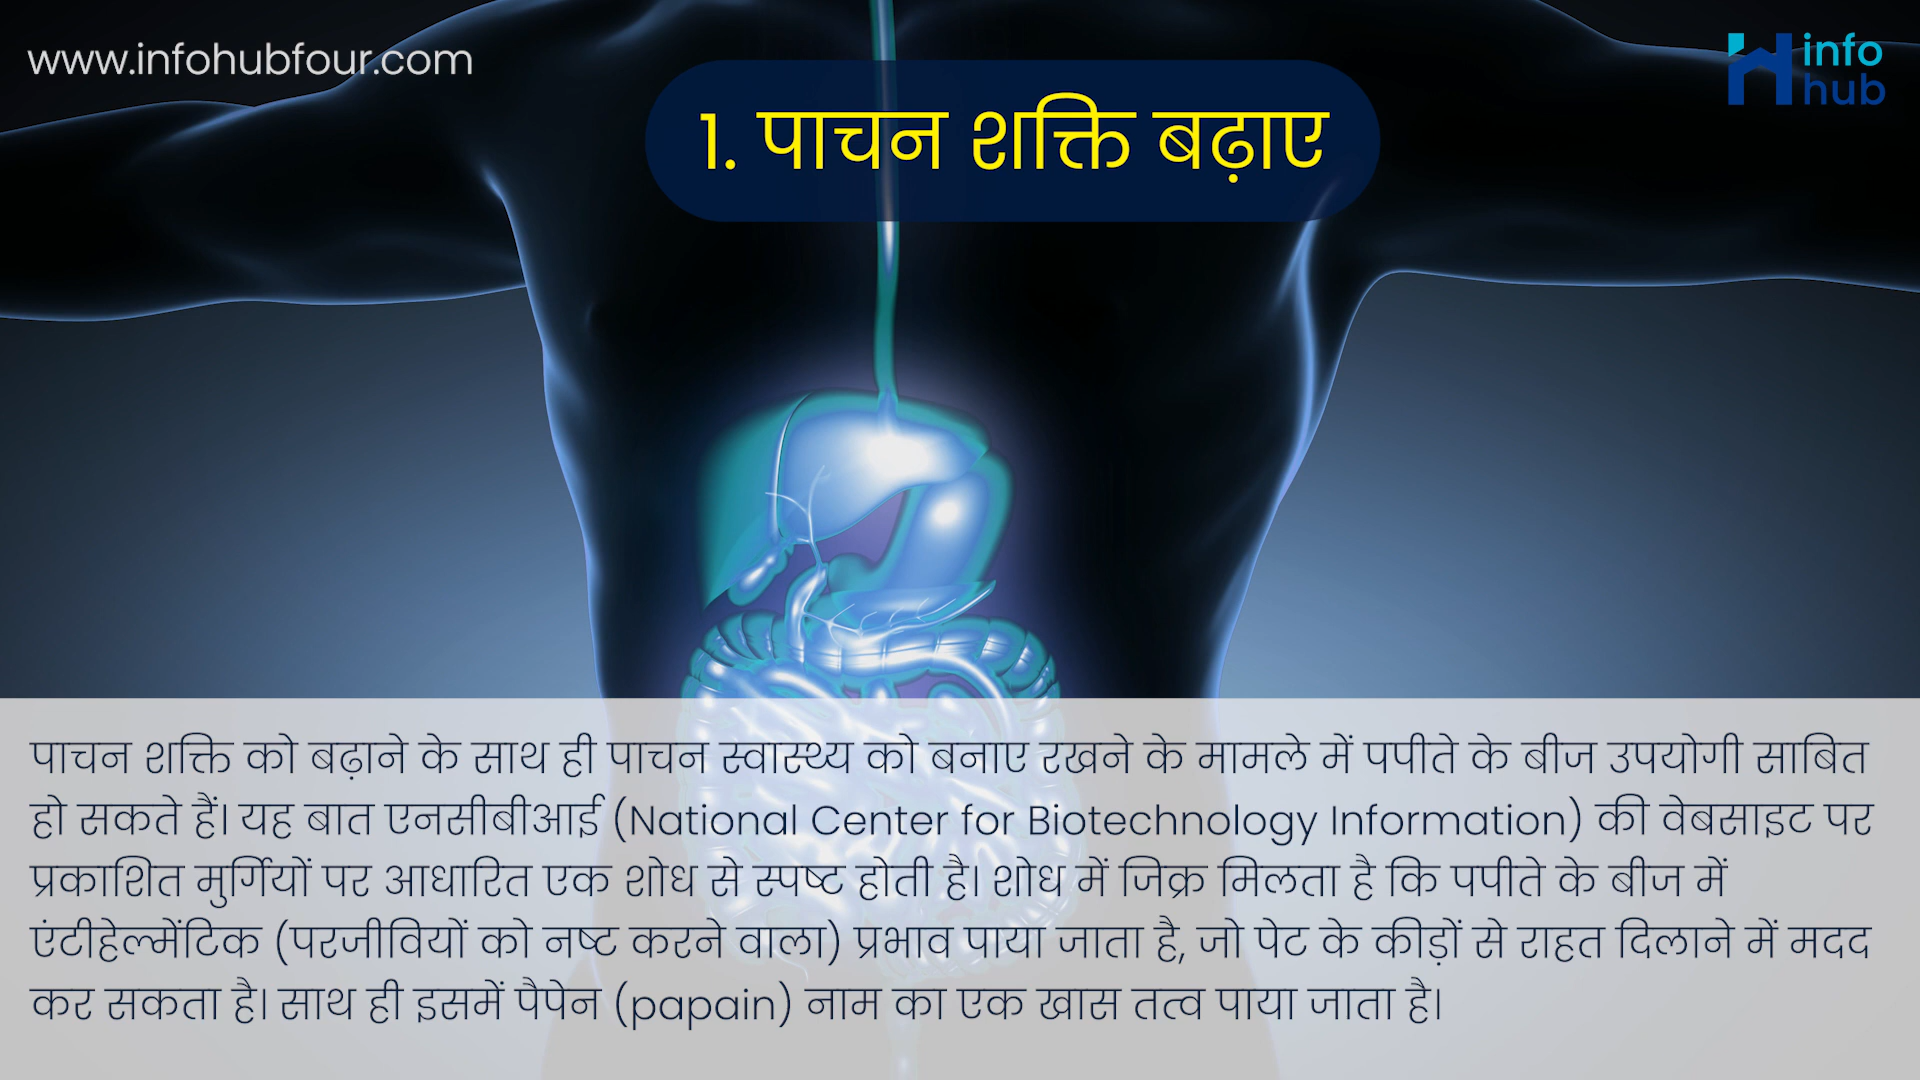 www.infohubfour.com
info
hub
1. पाचन शक्ति बढ़ाए
पाचन शक्ति को बढ़ाने के साथ ही पाचन स्वास्थ्य को बनाए रखने के मामले में पपीते के बीज उपयोगी साबित
हो सकते हैं। यह बात एनसीबीआई (National Center for Biotechnology Information) की वेबसाइट पर
प्रकाशित मुर्गियों पर आधारित एक शोध से स्पष्ट होती है। शोध में जिक्र मिलता है कि पपीते के बीज में
एंटीहेल्मेंटिक (परजीवियों को नष्ट करने वाला) प्रभाव पाया जाता है, जो पेट के कीड़ों से राहत दिलाने में मदद
कर सकता है। साथ ही इसमें पैपेन (papain) नाम का एक खास तत्व पाया जाता है।